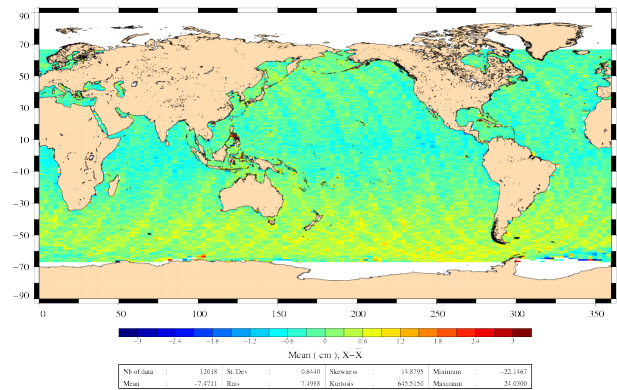 90
70
50
30
10
−10
−30
−50
−70
−90
0 50 100 150 200 250 300 350
−3 −2.4 −1.8 −1.2 −0.6 0 0.6 1.2 1.8 2.4 3
Mean ( cm ), X−X̅
Nb of data : 12018 St. Dev : 0.6440 Skewness : 14.8795 Minimum : −22.1467
Mean : −7.4711 Rms : 7.4988 Kurtosis : 645.5150 Maximum : 24.0300